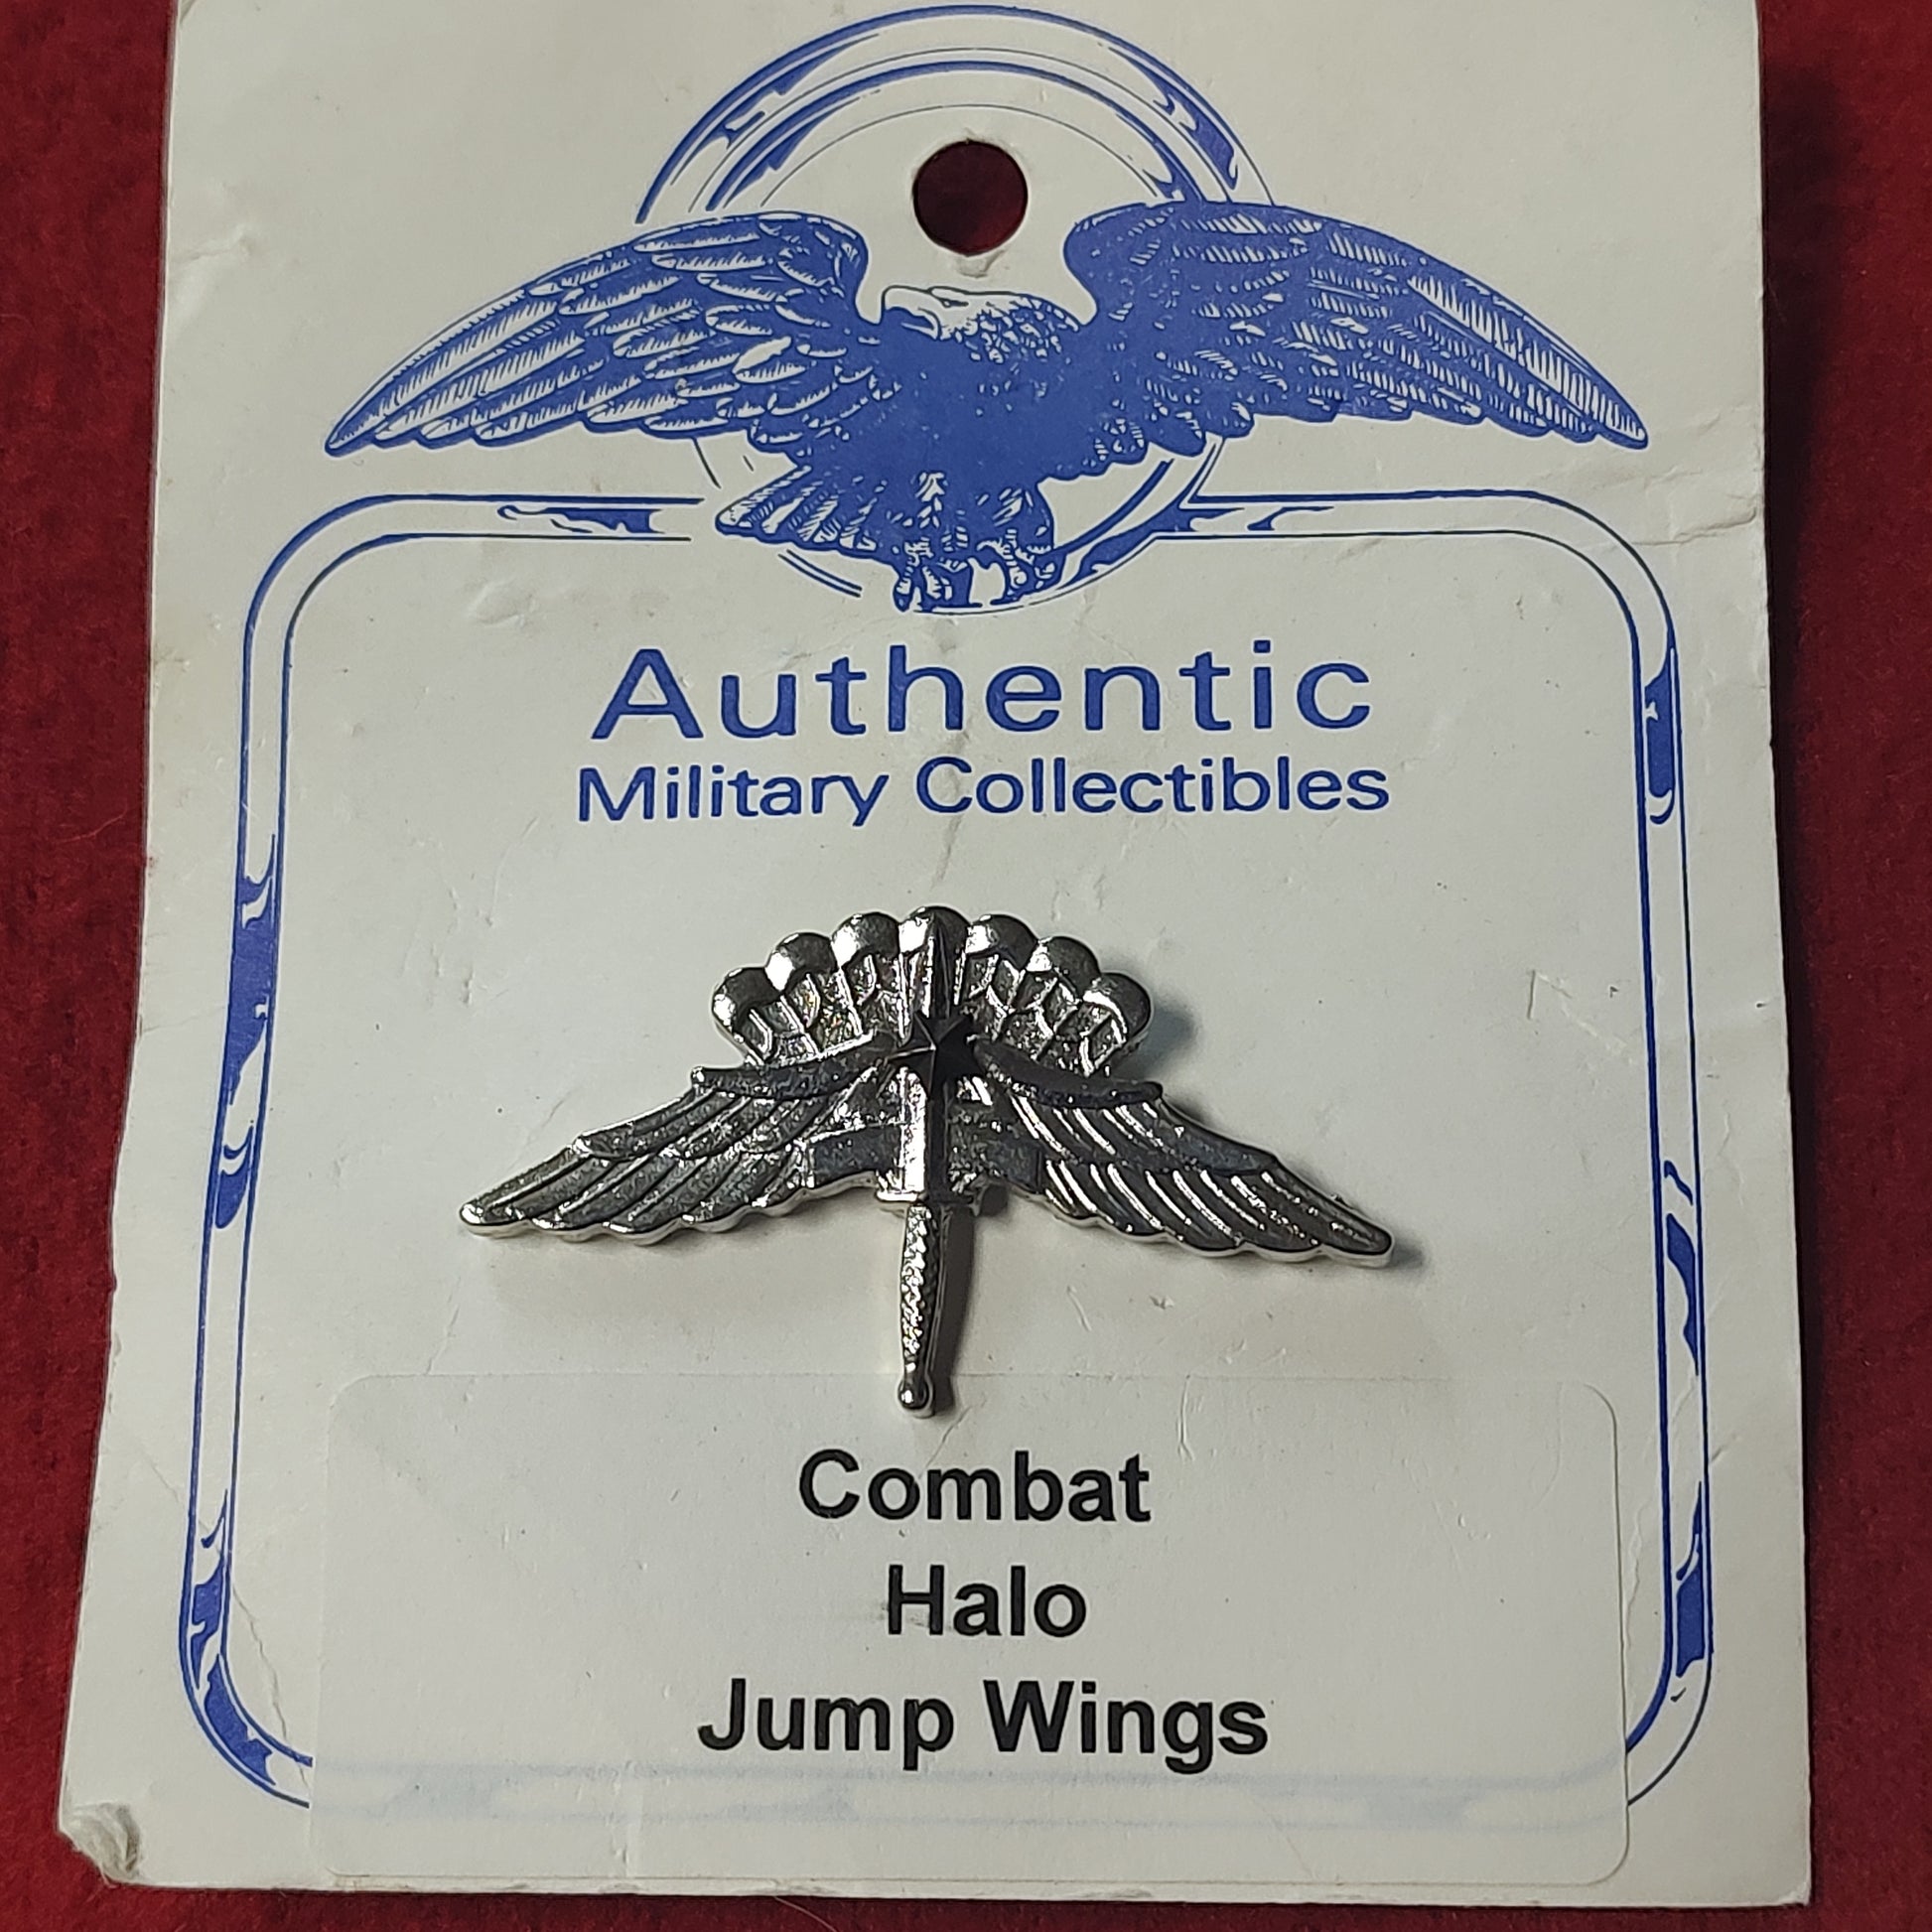 Authentic
Military Collectibles
Combat
Halo
Jump Wings